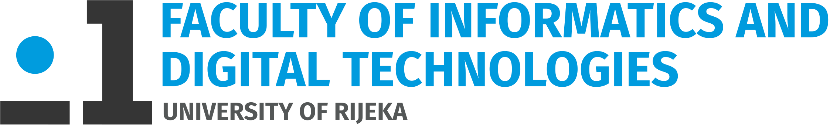 FACULTY OF INFORMATICS AND
DIGITAL TECHNOLOGIES
UNIVERSITY OF RIJEKA